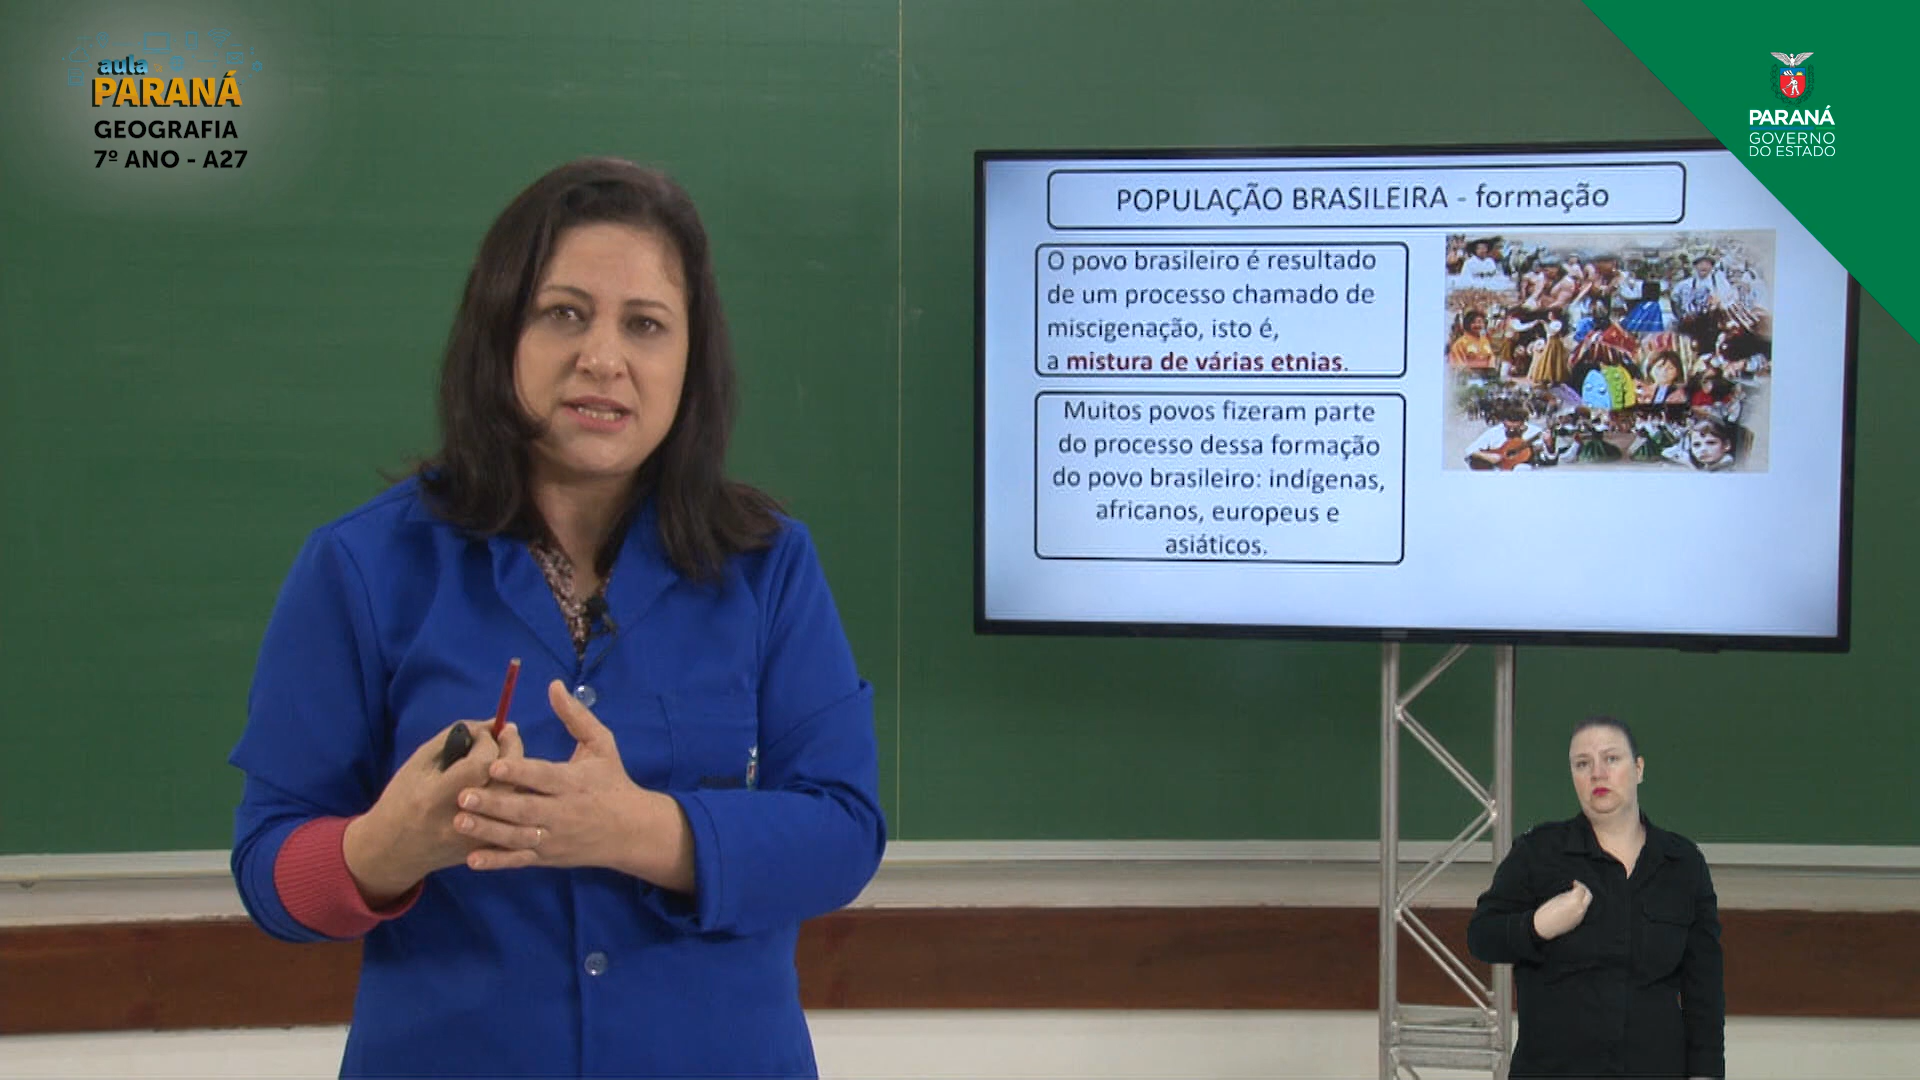 aula
PARANÁ
GEOGRAFIA
7º ANO - A27
PARANÁ
GOVERNO
DO ESTADO
POPULAÇÃO BRASILEIRA - formação
O povo brasileiro é resultado
de um processo chamado de
miscigenação, isto é,
a mistura de várias etnias.
Muitos povos fizeram parte
do processo dessa formação
do povo brasileiro: indígenas,
africanos, europeus e
asiáticos.